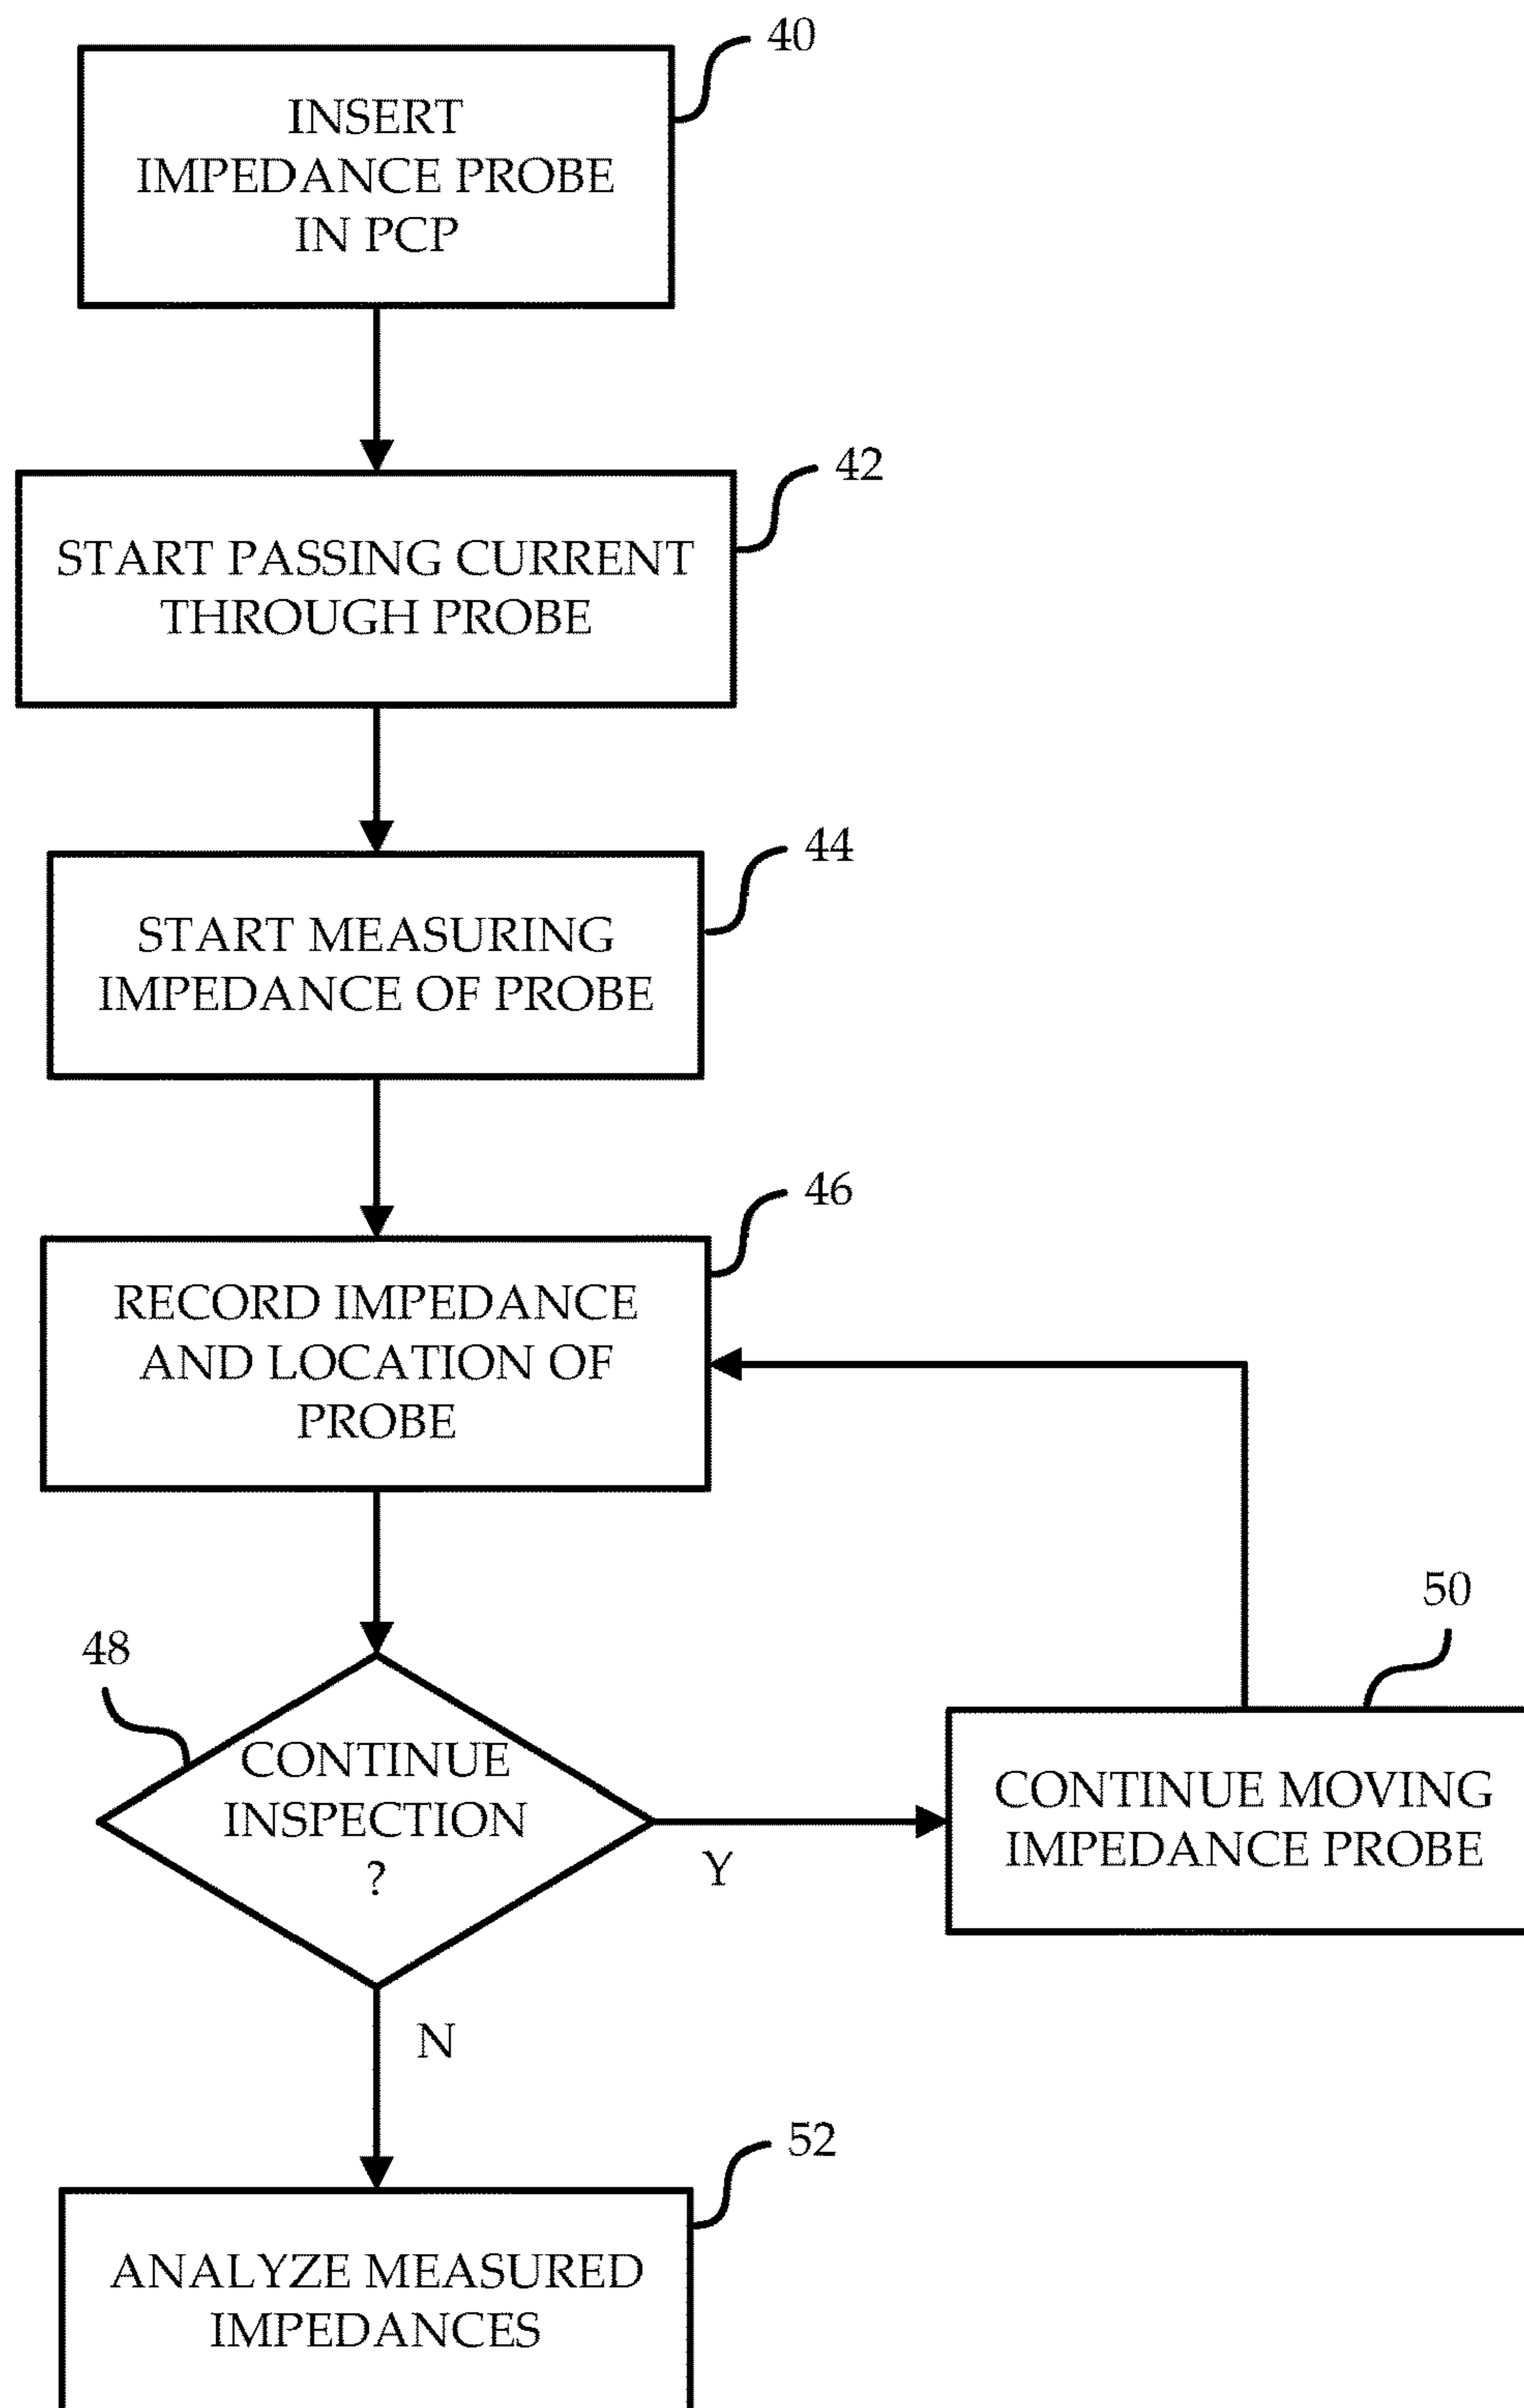 40
INSERT
IMPEDANCE PROBE
IN PCP
42
START PASSING CURRENT
THROUGH PROBE
44
START MEASURING
IMPEDANCE OF PROBE
46
RECORD IMPEDANCE
AND LOCATION OF
PROBE
48
CONTINUE
INSPECTION
?
Y
50
CONTINUE MOVING
IMPEDANCE PROBE
N
52
ANALYZE MEASURED
IMPEDANCES